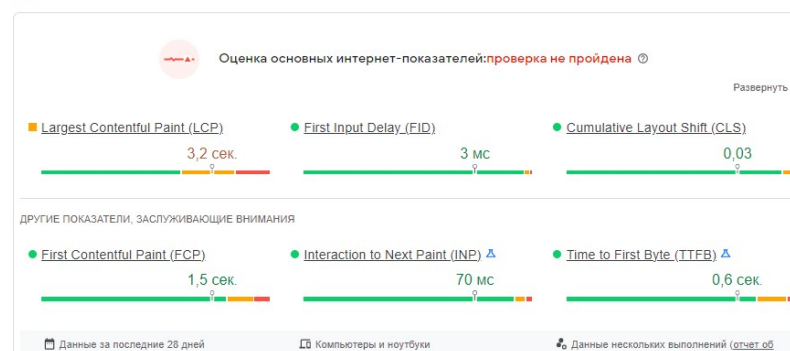 Оценка основных интернет-показателей:проверка не пройдена
Развернуть
Largest Contentful Paint (LCP) First Input Delay (FID) Cumulative Layout Shift (CLS)
3,2 сек. 3 мс 0,03
ДРУГИЕ ПОКАЗАТЕЛИ, ЗАСЛУЖИВАЮЩИЕ ВНИМАНИЯ
First Contentful Paint (FCP) Interaction to Next Paint (INP) Time to First Byte (TTFB)
1,5 сек. 70 мс 0,6 сек.
Данные за последние 28 дней Компьютеры и ноутбуки Данные нескольких выполнений (отчет об